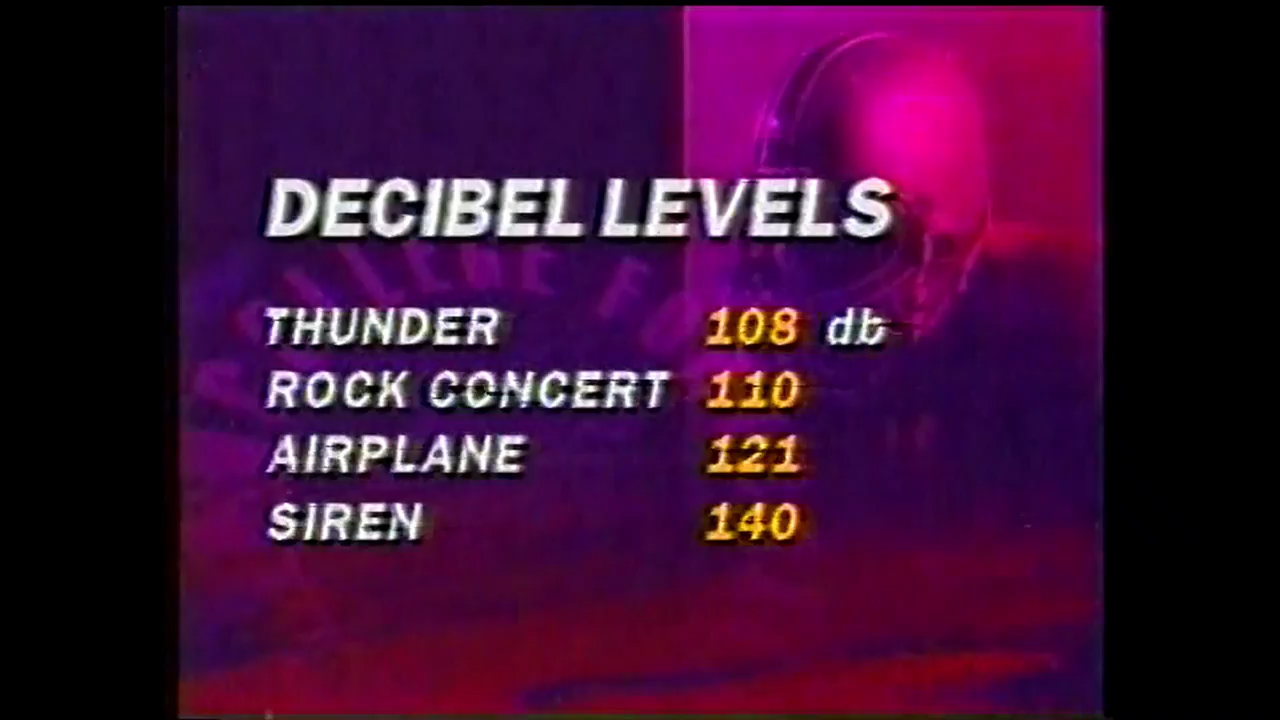 DECIBEL LEVELS
THUNDER 108 db
ROCK CONCERT 110
AIRPLANE 121
SIREN 140